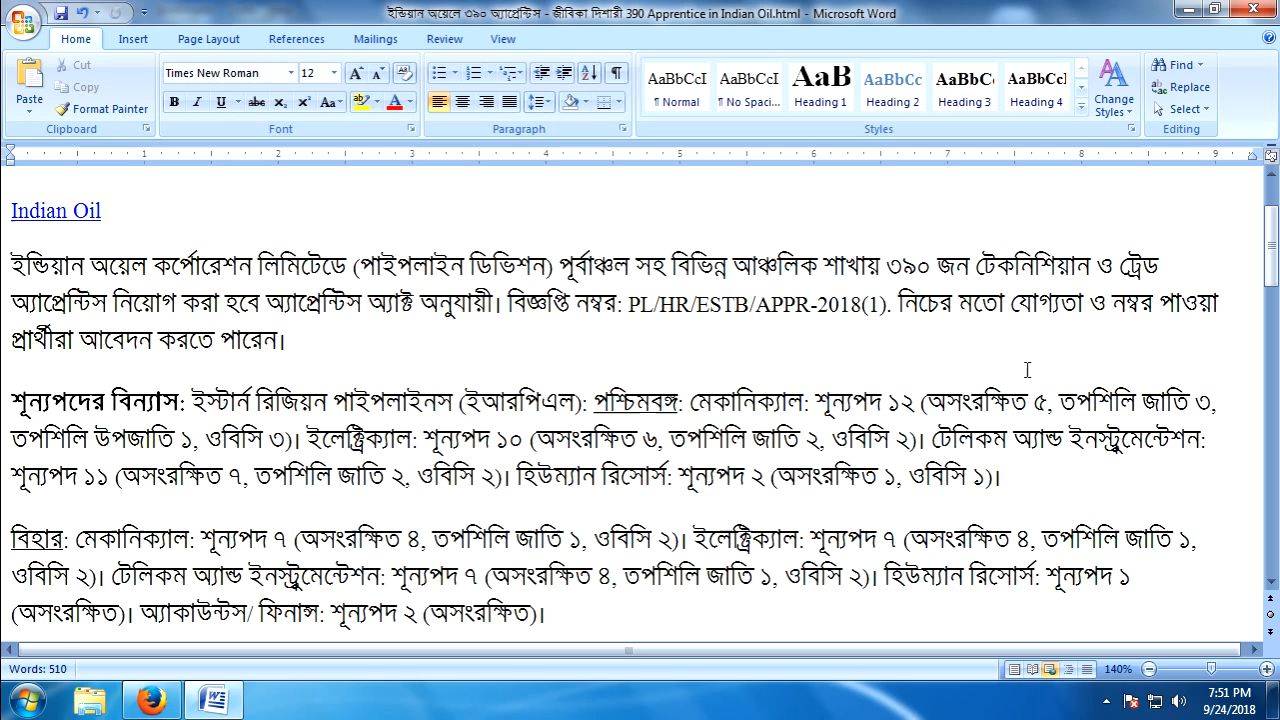 ইন্ডিয়ান অয়েলে ৩৯০ অ্যাপ্রেন্টিস - জীবিকা দিশারী 390 Apprentice in Indian Oil.html - Microsoft Word
Home Insert Page Layout References Mailings Review View
Paste
Cut
Copy
Format Painter
Clipboard
Times New Roman 12
Font
Paragraph
AaBbCcI AaBbCcI AaB AaBbCc AaBbC AaBbCcI
¶ Normal ¶ No Spaci... Heading 1 Heading 2 Heading 3 Heading 4
Change Styles
Styles
Find
Replace
Select
Editing
1 2 3 4 5 6 7 8 9
Indian Oil
ইন্ডিয়ান অয়েল কর্পোরেশন লিমিটেডে (পাইপলাইন ডিভিশন) পূর্বাঞ্চল সহ বিভিন্ন আঞ্চলিক শাখায় ৩৯০ জন টেকনিশিয়ান ও ট্রেড
অ্যাপ্রেন্টিস নিয়োগ করা হবে অ্যাপ্রেন্টিস অ্যাক্ট অনুযায়ী। বিজ্ঞপ্তি নম্বর: PL/HR/ESTB/APPR-2018(1). নিচের মতো যোগ্যতা ও নম্বর পাওয়া
প্রার্থীরা আবেদন করতে পারেন।
শূন্যপদের বিন্যাস: ইস্টার্ন রিজিয়ন পাইপলাইনস (ইআরপিএল): পশ্চিমবঙ্গ: মেকানিক্যাল: শূন্যপদ ১২ (অসংরক্ষিত ৫, তপশিলি জাতি ৩,
তপশিলি উপজাতি ১, ওবিসি ৩)। ইলেক্ট্রিক্যাল: শূন্যপদ ১০ (অসংরক্ষিত ৬, তপশিলি জাতি ২, ওবিসি ২)। টেলিকম অ্যান্ড ইনস্ট্রুমেন্টেশন:
শূন্যপদ ১১ (অসংরক্ষিত ৭, তপশিলি জাতি ২, ওবিসি ২)। হিউম্যান রিসোর্স: শূন্যপদ ২ (অসংরক্ষিত ১, ওবিসি ১)।
বিহার: মেকানিক্যাল: শূন্যপদ ৭ (অসংরক্ষিত ৪, তপশিলি জাতি ১, ওবিসি ২)। ইলেক্ট্রিক্যাল: শূন্যপদ ৭ (অসংরক্ষিত ৪, তপশিলি জাতি ১,
ওবিসি ২)। টেলিকম অ্যান্ড ইনস্ট্রুমেন্টেশন: শূন্যপদ ৭ (অসংরক্ষিত ৪, তপশিলি জাতি ১, ওবিসি ২)। হিউম্যান রিসোর্স: শূন্যপদ ১
(অসংরক্ষিত)। অ্যাকাউন্টস/ ফিনান্স: শূন্যপদ ২ (অসংরক্ষিত)।
Words: 510 140%
7:51 PM
9/24/2018